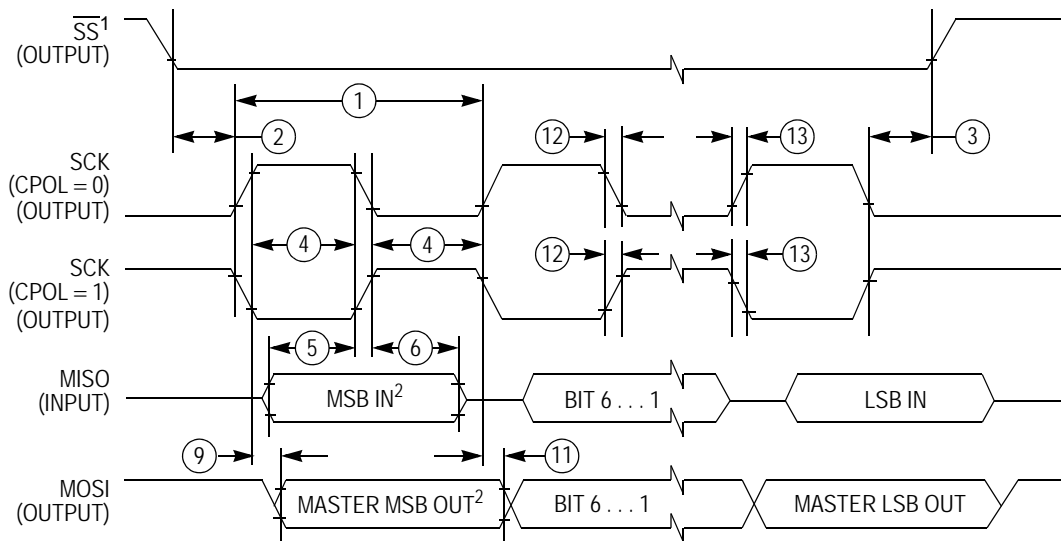 SS1
(OUTPUT)
1
2
12
13
3
SCK
(CPOL = 0)
(OUTPUT)
4
4
SCK
(CPOL = 1)
(OUTPUT)
12
13
5
6
MISO
(INPUT)
MSB IN2
BIT 6 . . . 1
LSB IN
9
11
MOSI
(OUTPUT)
MASTER MSB OUT2
BIT 6 . . . 1
MASTER LSB OUT